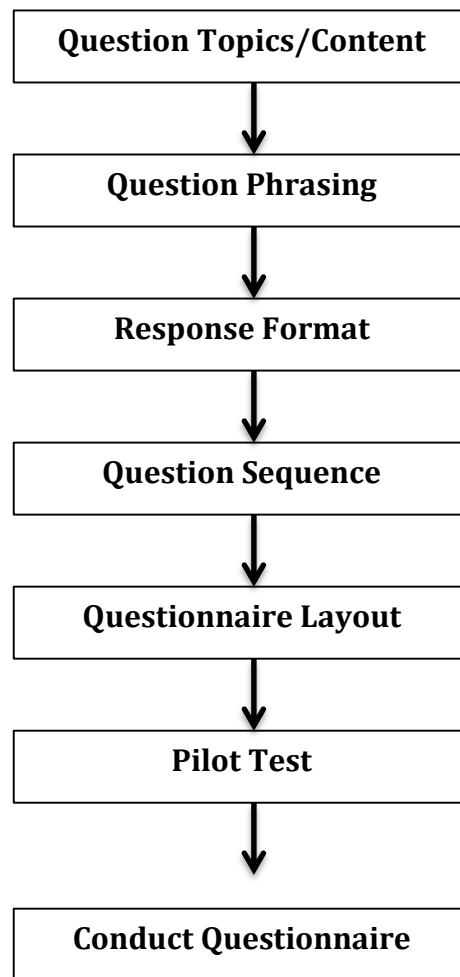 Question Topics/Content
Question Phrasing
Response Format
Question Sequence
Questionnaire Layout
Pilot Test
Conduct Questionnaire